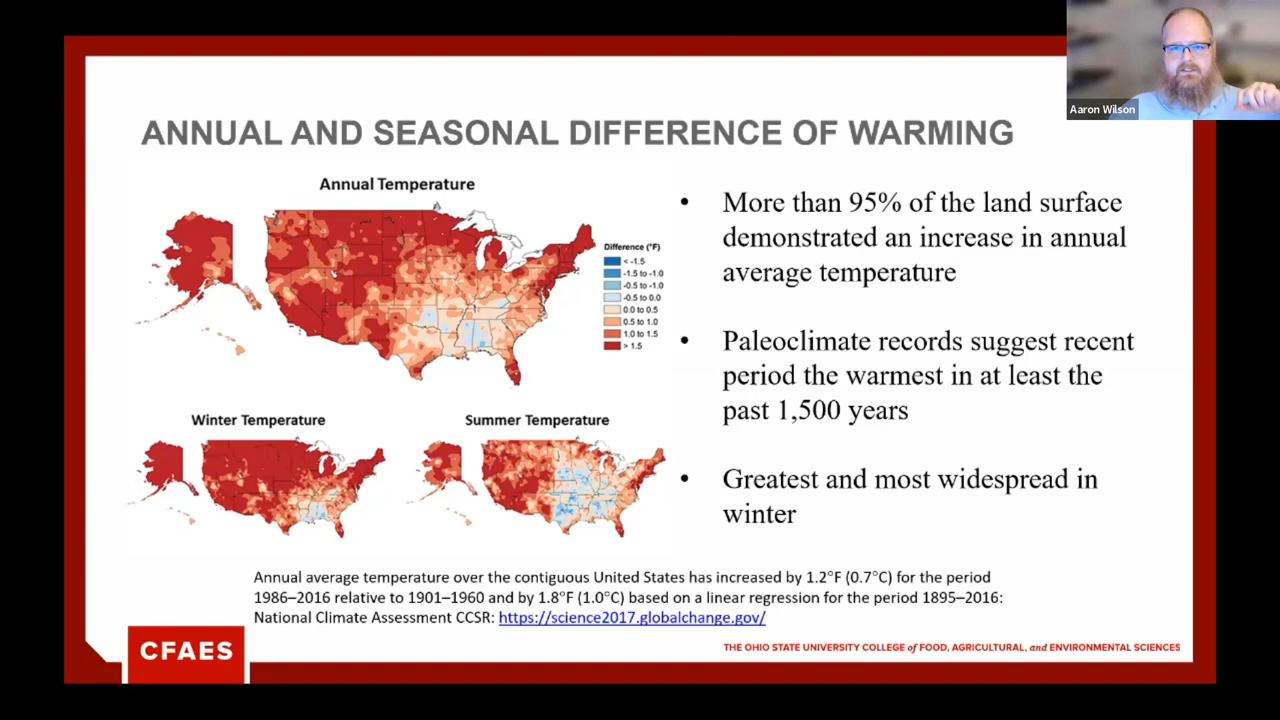 Aaron Wilson
ANNUAL AND SEASONAL DIFFERENCE OF WARMING
Annual Temperature
Difference (°F)
< -1.5
-1.5 to -1.0
-0.5 to -1.0
-0.5 to 0.0
0.0 to 0.5
0.5 to 1.0
1.0 to 1.5
> 1.5
Winter Temperature
Summer Temperature
• More than 95% of the land surface
demonstrated an increase in annual
average temperature
• Paleoclimate records suggest recent
period the warmest in at least the
past 1,500 years
• Greatest and most widespread in
winter
Annual average temperature over the contiguous United States has increased by 1.2°F (0.7°C) for the period
1986–2016 relative to 1901–1960 and by 1.8°F (1.0°C) based on a linear regression for the period 1895–2016:
National Climate Assessment CCSR: https://science2017.globalchange.gov/
CFAES
THE OHIO STATE UNIVERSITY COLLEGE of FOOD, AGRICULTURAL, and ENVIRONMENTAL SCIENCES